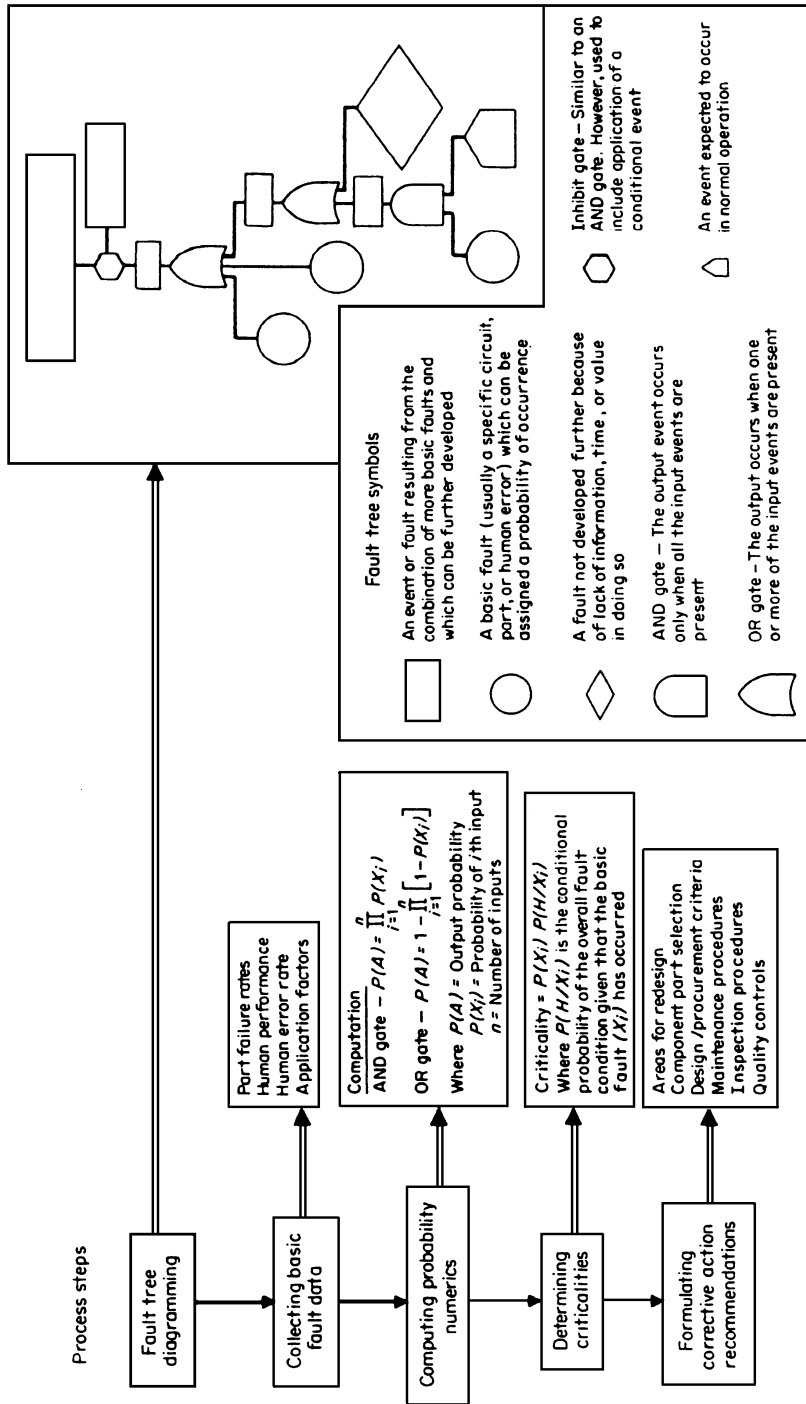 Process steps
Fault tree
diagramming
Collecting basic
fault data
Part failure rates
Human performance
Human error rate
Application factors
Computing probability
numerics
Computation
AND gate – P(A) = ∏ᵢ₌₁ⁿ P(Xᵢ)
OR gate – P(A) = 1 – ∏ᵢ₌₁ⁿ [1 – P(Xᵢ)]
Where P(A) = Output probability
P(Xᵢ) = Probability of ith input
n = Number of inputs
Determining
criticalities
Criticality = P(Xᵢ) P(H/Xᵢ)
Where P(H/Xᵢ) is the conditional
probability of the overall fault
condition given that the basic
fault (Xᵢ) has occurred
Formulating
corrective action
recommendations
Areas for redesign
Component part selection
Design/procurement criteria
Maintenance procedures
Inspection procedures
Quality controls
Fault tree symbols
An event or fault resulting from the
combination of more basic faults and
which can be further developed
A basic fault (usually a specific circuit,
part, or human error) which can be
assigned a probability of occurrence
A fault not developed further because
of lack of information, time, or value
in doing so
AND gate – The output event occurs
only when all the input events are
present
OR gate – The output occurs when one
or more of the input events are present
Inhibit gate – Similar to an
AND gate. However, used to
include application of a
conditional event
An event expected to occur
in normal operation